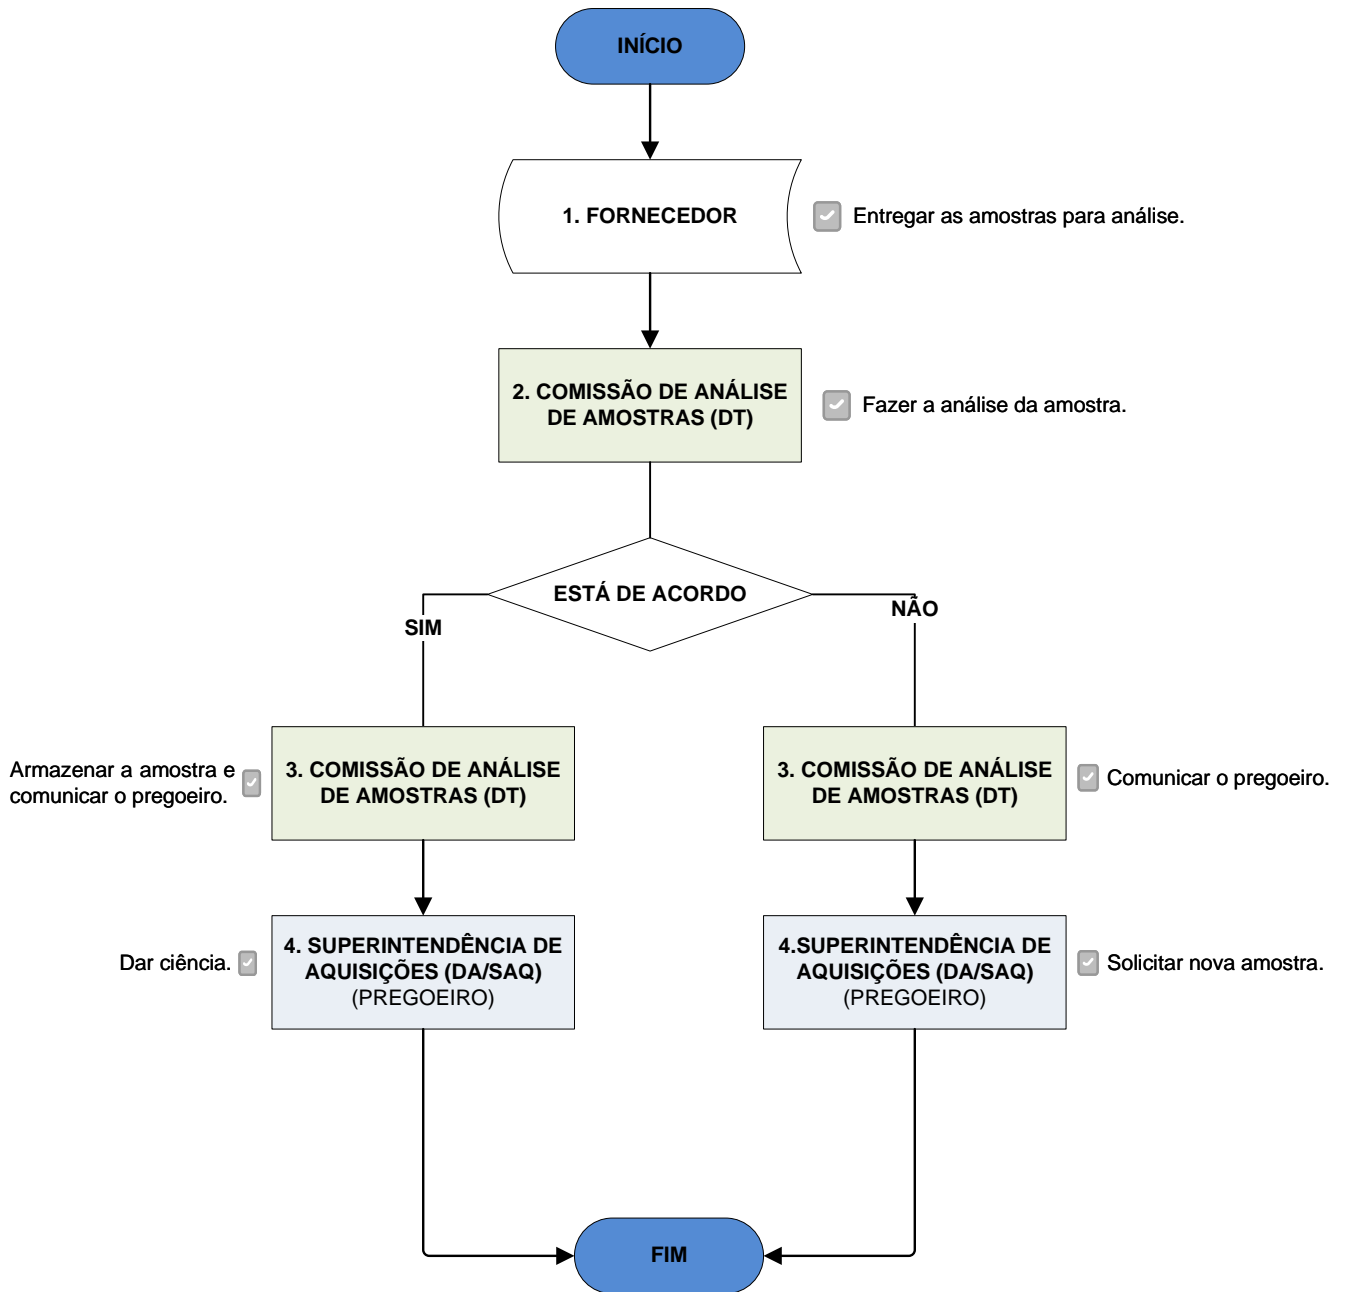 INÍCIO
1. FORNECEDOR
Entregar as amostras para análise.
2. COMISSÃO DE ANÁLISE
DE AMOSTRAS (DT)
Fazer a análise da amostra.
ESTÁ DE ACORDO
SIM
NÃO
Armazenar a amostra e
comunicar o pregoeiro.
3. COMISSÃO DE ANÁLISE
DE AMOSTRAS (DT)
3. COMISSÃO DE ANÁLISE
DE AMOSTRAS (DT)
Comunicar o pregoeiro.
Dar ciência.
4. SUPERINTENDÊNCIA DE
AQUISIÇÕES (DA/SAQ)
(PREGOEIRO)
4.SUPERINTENDÊNCIA DE
AQUISIÇÕES (DA/SAQ)
(PREGOEIRO)
Solicitar nova amostra.
FIM